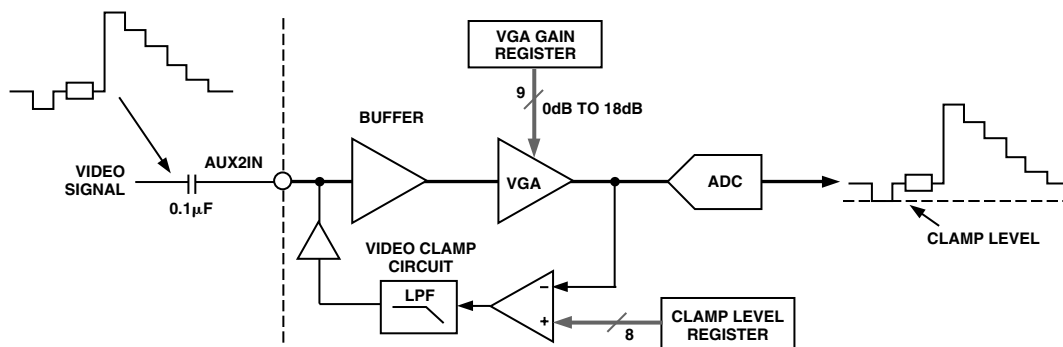 VGA GAIN
REGISTER
9
0dB TO 18dB
BUFFER
VIDEO
SIGNAL
AUX2IN
0.1μF
VGA
ADC
CLAMP LEVEL
VIDEO CLAMP
CIRCUIT
LPF
–
+
8
CLAMP LEVEL
REGISTER